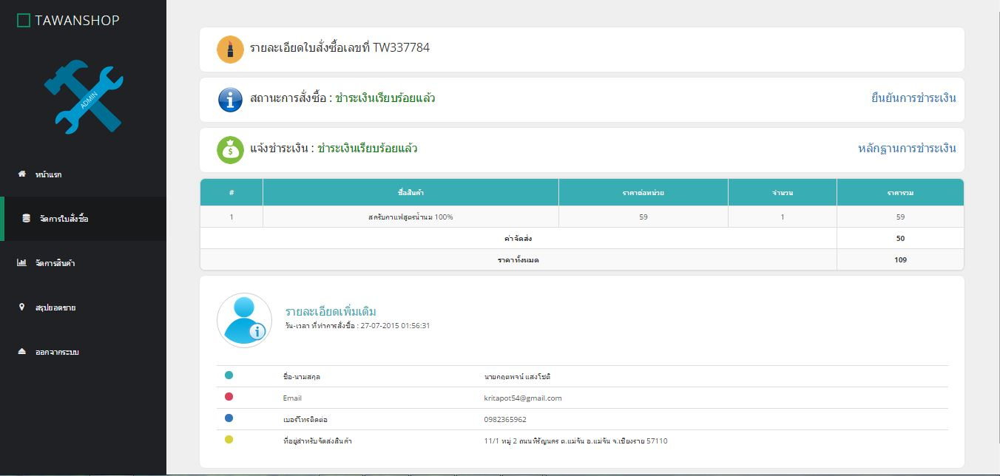 TAWANSHOP
ADMIN
หน้าแรก
จัดการใบสั่งซื้อ
จัดการสินค้า
สรุปยอดขาย
ออกจากระบบ
รายละเอียดใบสั่งซื้อเลขที่ TW337784
สถานะการสั่งซื้อ : ชำระเงินเรียบร้อยแล้ว ยืนยันการชำระเงิน
แจ้งชำระเงิน : ชำระเงินเรียบร้อยแล้ว หลักฐานการชำระเงิน
# ชื่อสินค้า ราคาต่อหน่วย จำนวน ราคารวม
1 สครับกาแฟสูตรน้ำนม 100% 59 1 59
ค่าจัดส่ง 50
ราคาทั้งหมด 109
รายละเอียดเพิ่มเติม
วัน-เวลา ที่ทำการสั่งซื้อ : 27-07-2015 01:56:31
ชื่อ-นามสกุล นายกฤตพจน์ แสงโชติ
Email kritapot54@gmail.com
เบอร์โทรติดต่อ 0982365962
ที่อยู่สำหรับจัดส่งสินค้า 11/1 หมู่ 2 ถนนหิรัญนคร ต.แม่จัน อ.แม่จัน จ.เชียงราย 57110